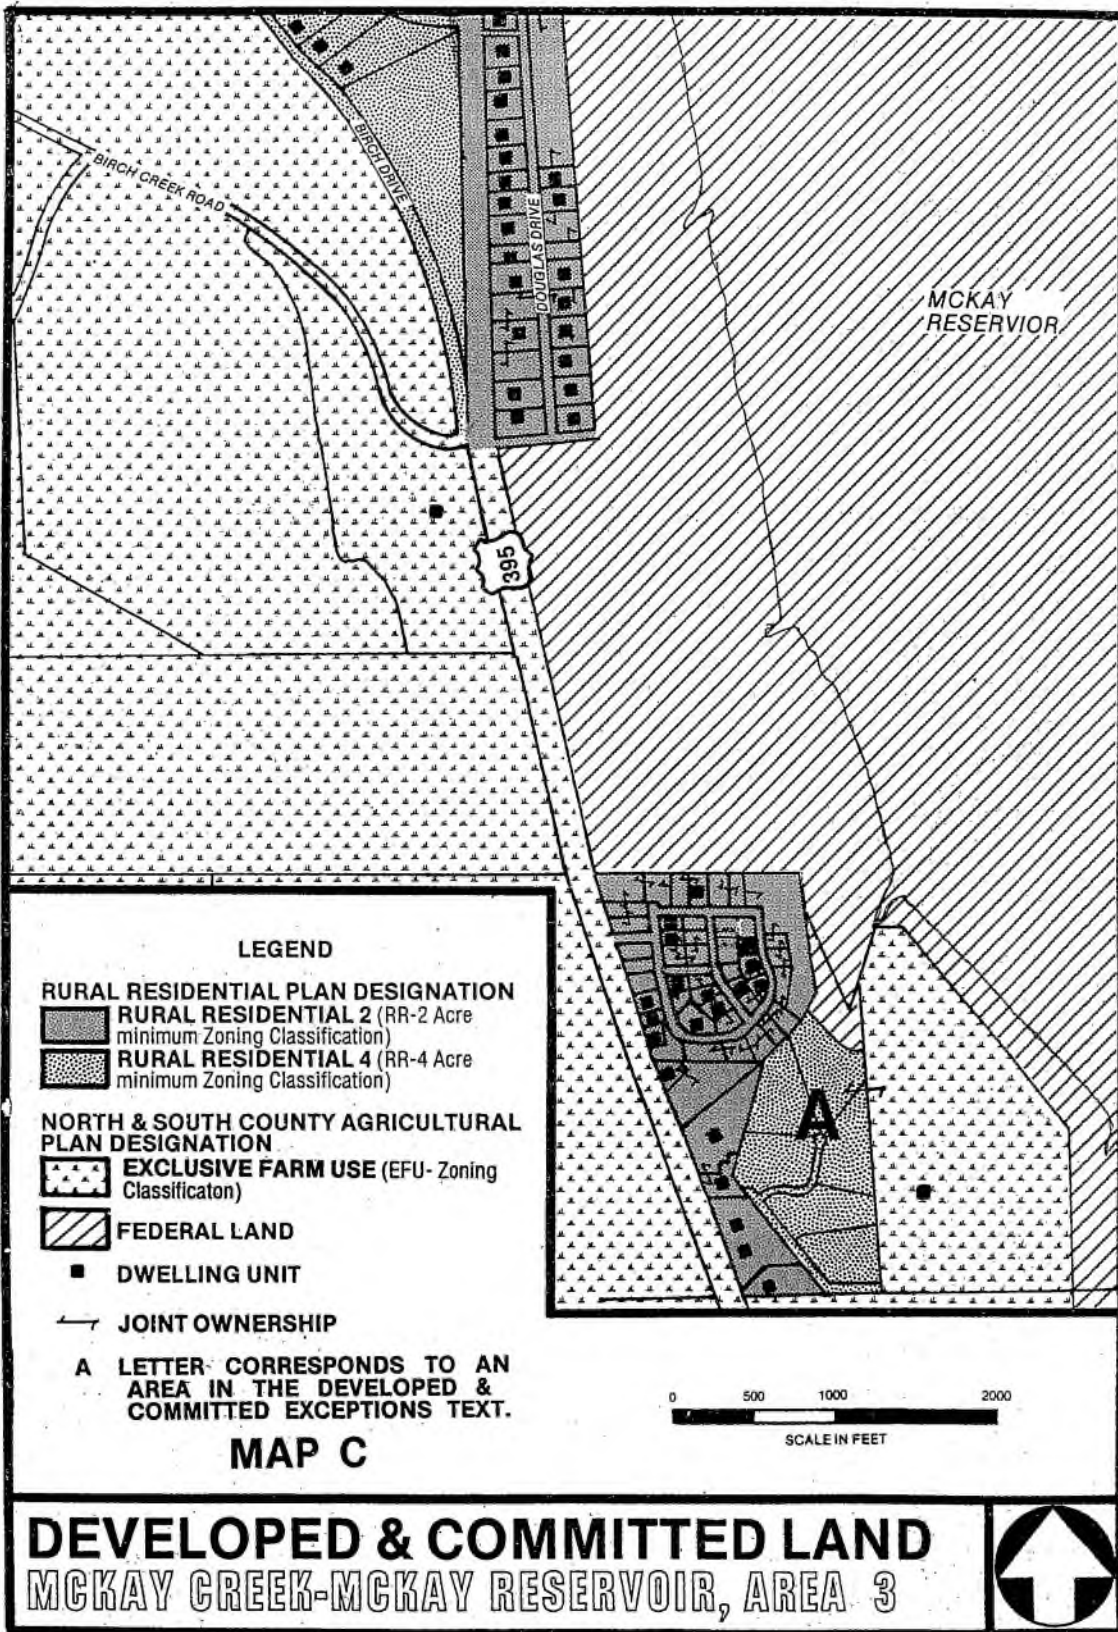 BIRCH DRIVE
BIRCH CREEK ROAD
DOUGLAS DRIVE
MCKAY
RESERVIOR
395
A
LEGEND
RURAL RESIDENTIAL PLAN DESIGNATION
RURAL RESIDENTIAL 2 (RR-2 Acre
minimum Zoning Classification)
RURAL RESIDENTIAL 4 (RR-4 Acre
minimum Zoning Classification)
NORTH & SOUTH COUNTY AGRICULTURAL
PLAN DESIGNATION
EXCLUSIVE FARM USE (EFU- Zoning
Classificaton)
FEDERAL LAND
DWELLING UNIT
JOINT OWNERSHIP
A LETTER CORRESPONDS TO AN
AREA IN THE DEVELOPED &
COMMITTED EXCEPTIONS TEXT.
MAP C
0 500 1000 2000
SCALE IN FEET
DEVELOPED & COMMITTED LAND
MCKAY CREEK-MCKAY RESERVOIR, AREA 3